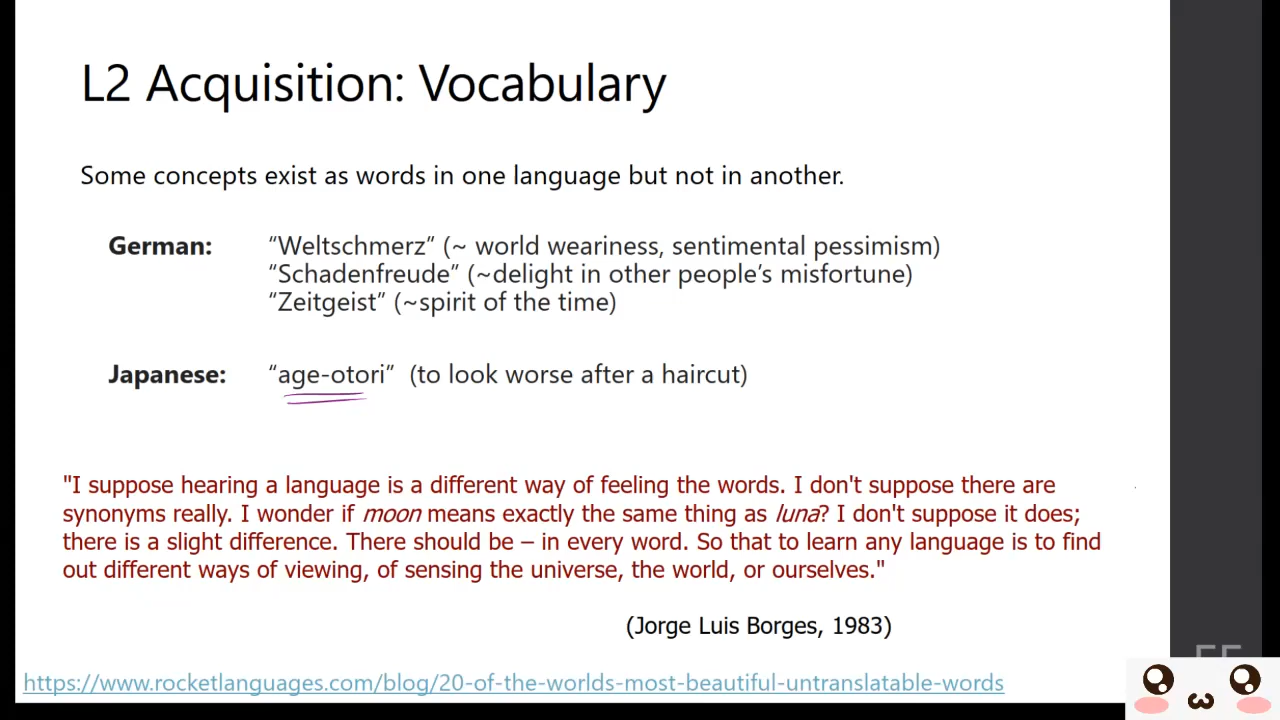 L2 Acquisition: Vocabulary
Some concepts exist as words in one language but not in another.
German: “Weltschmerz” (~ world weariness, sentimental pessimism)
“Schadenfreude” (~delight in other people’s misfortune)
“Zeitgeist” (~spirit of the time)
Japanese: “age-otori” (to look worse after a haircut)
"I suppose hearing a language is a different way of feeling the words. I don't suppose there are
synonyms really. I wonder if moon means exactly the same thing as luna? I don't suppose it does;
there is a slight difference. There should be – in every word. So that to learn any language is to find
out different ways of viewing, of sensing the universe, the world, or ourselves."
(Jorge Luis Borges, 1983)
https://www.rocketlanguages.com/blog/20-of-the-worlds-most-beautiful-untranslatable-words